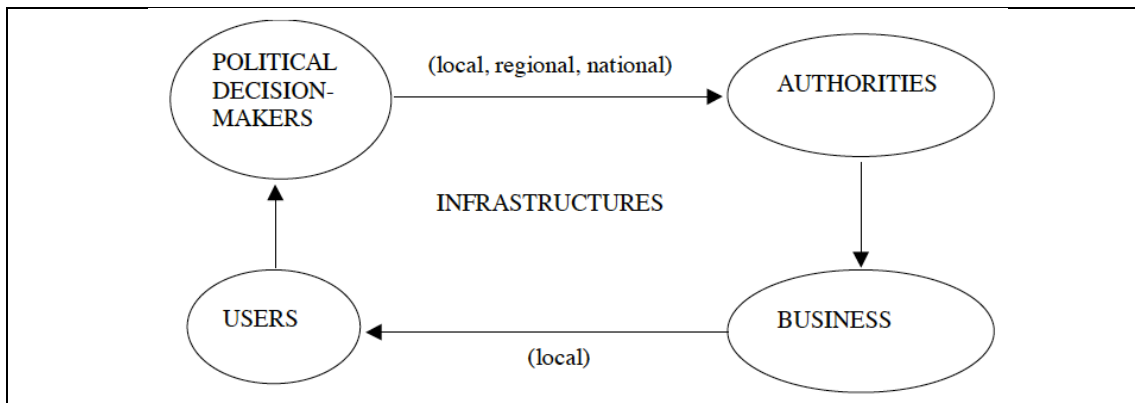 POLITICAL
DECISION-
MAKERS
(local, regional, national)
AUTHORITIES
INFRASTRUCTURES
USERS
BUSINESS
(local)